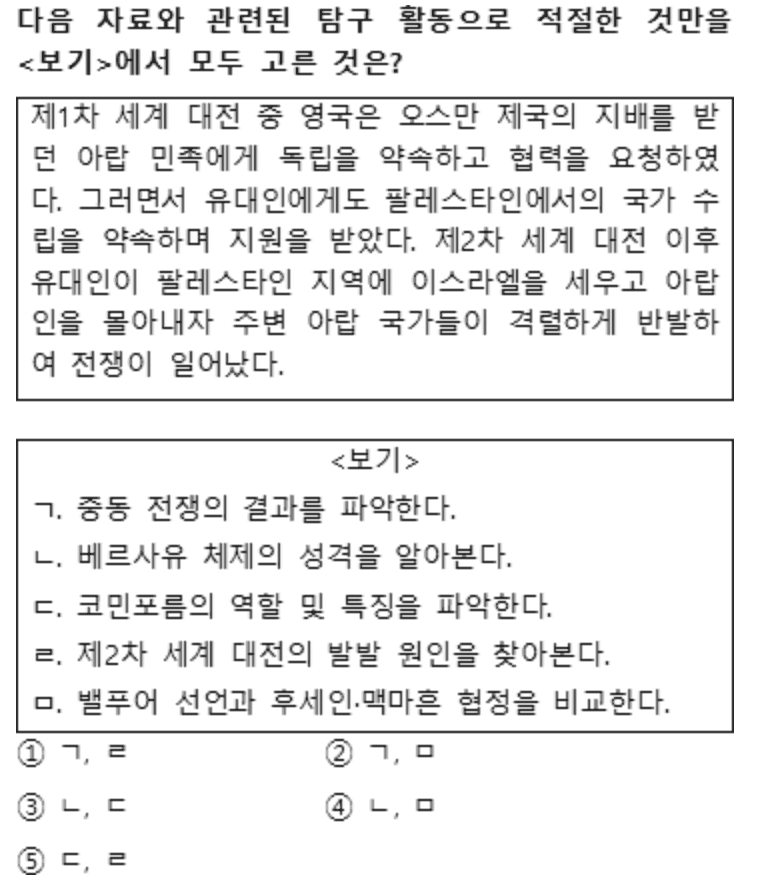 다음 자료와 관련된 탐구 활동으로 적절한 것만을
<보기>에서 모두 고른 것은?
제1차 세계 대전 중 영국은 오스만 제국의 지배를 받
던 아랍 민족에게 독립을 약속하고 협력을 요청하였
다. 그러면서 유대인에게도 팔레스타인에서의 국가 수
립을 약속하며 지원을 받았다. 제2차 세계 대전 이후
유대인이 팔레스타인 지역에 이스라엘을 세우고 아랍
인을 몰아내자 주변 아랍 국가들이 격렬하게 반발하
여 전쟁이 일어났다.
<보기>
ㄱ. 중동 전쟁의 결과를 파악한다.
ㄴ. 베르사유 체제의 성격을 알아본다.
ㄷ. 코민포름의 역할 및 특징을 파악한다.
ㄹ. 제2차 세계 대전의 발발 원인을 찾아본다.
ㅁ. 밸푸어 선언과 후세인·맥마흔 협정을 비교한다.
① ㄱ, ㄹ ② ㄱ, ㅁ
③ ㄴ, ㄷ ④ ㄴ, ㅁ
⑤ ㄷ, ㄹ